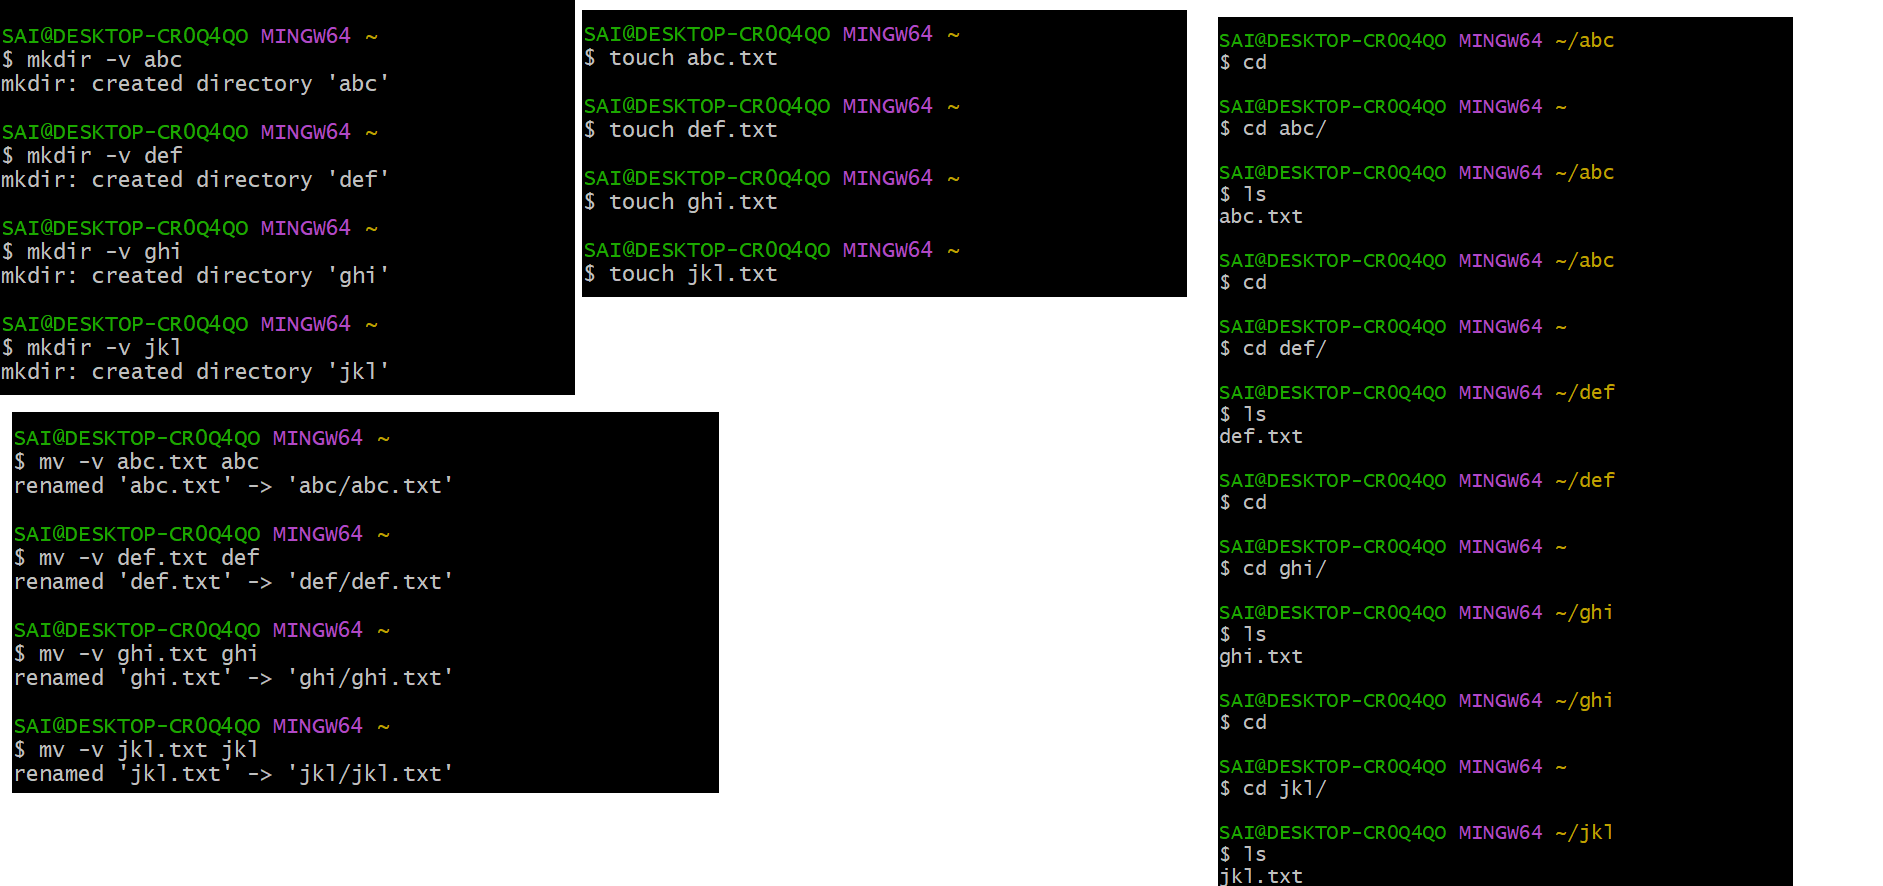 SAI@DESKTOP-CR0Q4QO MINGW64 ~
$ mkdir -v abc
mkdir: created directory 'abc'
SAI@DESKTOP-CR0Q4QO MINGW64 ~
$ mkdir -v def
mkdir: created directory 'def'
SAI@DESKTOP-CR0Q4QO MINGW64 ~
$ mkdir -v ghi
mkdir: created directory 'ghi'
SAI@DESKTOP-CR0Q4QO MINGW64 ~
$ mkdir -v jkl
mkdir: created directory 'jkl'
SAI@DESKTOP-CR0Q4QO MINGW64 ~
$ touch abc.txt
SAI@DESKTOP-CR0Q4QO MINGW64 ~
$ touch def.txt
SAI@DESKTOP-CR0Q4QO MINGW64 ~
$ touch ghi.txt
SAI@DESKTOP-CR0Q4QO MINGW64 ~
$ touch jkl.txt
SAI@DESKTOP-CR0Q4QO MINGW64 ~
$ mv -v abc.txt abc
renamed 'abc.txt' -> 'abc/abc.txt'
SAI@DESKTOP-CR0Q4QO MINGW64 ~
$ mv -v def.txt def
renamed 'def.txt' -> 'def/def.txt'
SAI@DESKTOP-CR0Q4QO MINGW64 ~
$ mv -v ghi.txt ghi
renamed 'ghi.txt' -> 'ghi/ghi.txt'
SAI@DESKTOP-CR0Q4QO MINGW64 ~
$ mv -v jkl.txt jkl
renamed 'jkl.txt' -> 'jkl/jkl.txt'
SAI@DESKTOP-CR0Q4QO MINGW64 ~/abc
$ cd
SAI@DESKTOP-CR0Q4QO MINGW64 ~
$ cd abc/
SAI@DESKTOP-CR0Q4QO MINGW64 ~/abc
$ ls
abc.txt
SAI@DESKTOP-CR0Q4QO MINGW64 ~/abc
$ cd
SAI@DESKTOP-CR0Q4QO MINGW64 ~
$ cd def/
SAI@DESKTOP-CR0Q4QO MINGW64 ~/def
$ ls
def.txt
SAI@DESKTOP-CR0Q4QO MINGW64 ~/def
$ cd
SAI@DESKTOP-CR0Q4QO MINGW64 ~
$ cd ghi/
SAI@DESKTOP-CR0Q4QO MINGW64 ~/ghi
$ ls
ghi.txt
SAI@DESKTOP-CR0Q4QO MINGW64 ~/ghi
$ cd
SAI@DESKTOP-CR0Q4QO MINGW64 ~
$ cd jkl/
SAI@DESKTOP-CR0Q4QO MINGW64 ~/jkl
$ ls
jkl.txt